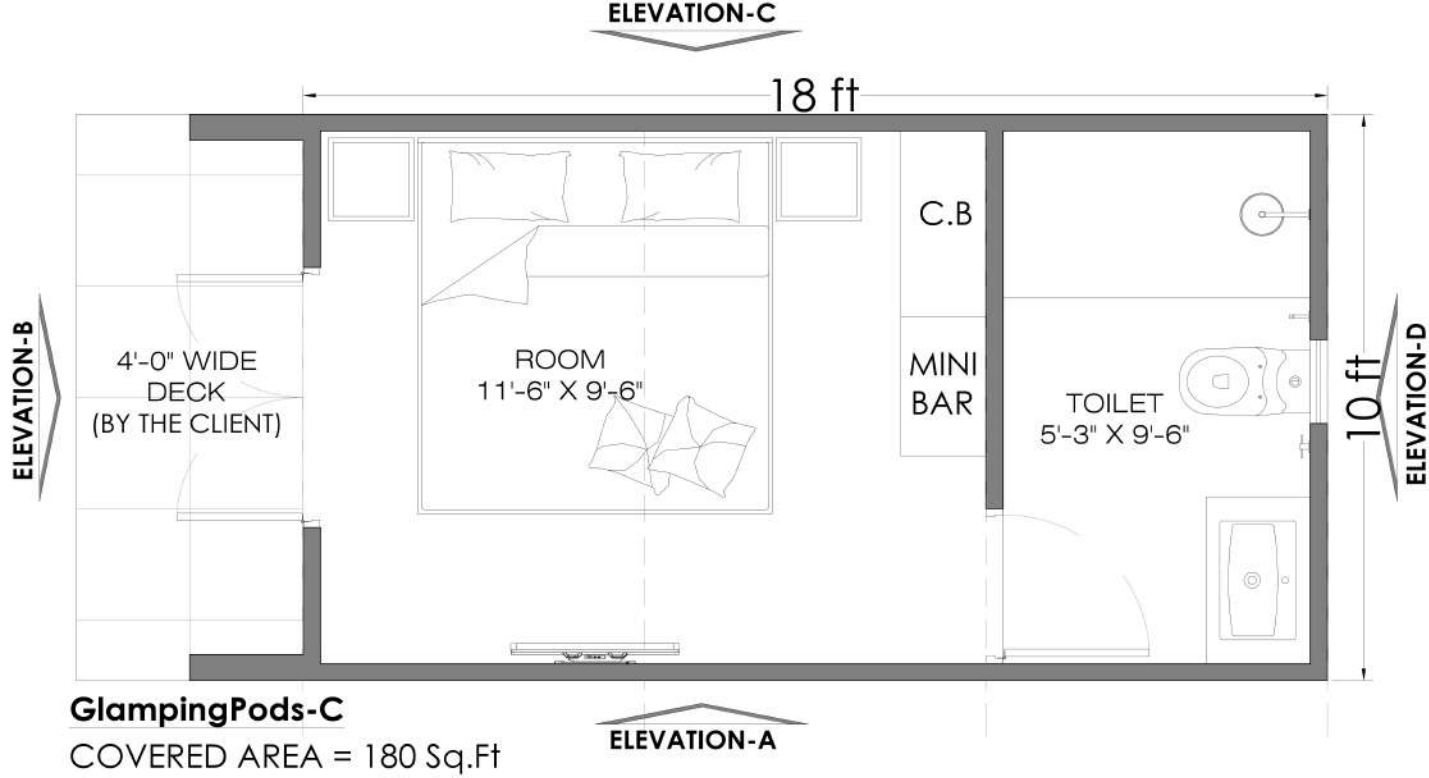 ELEVATION-C
18 ft
C.B
ELEVATION-B
4'-0" WIDE
DECK
(BY THE CLIENT)
ROOM
11'-6" X 9'-6"
MINI
BAR
TOILET
5'-3" X 9'-6"
10 ft
ELEVATION-D
GlampingPods-C
COVERED AREA = 180 Sq.Ft
ELEVATION-A